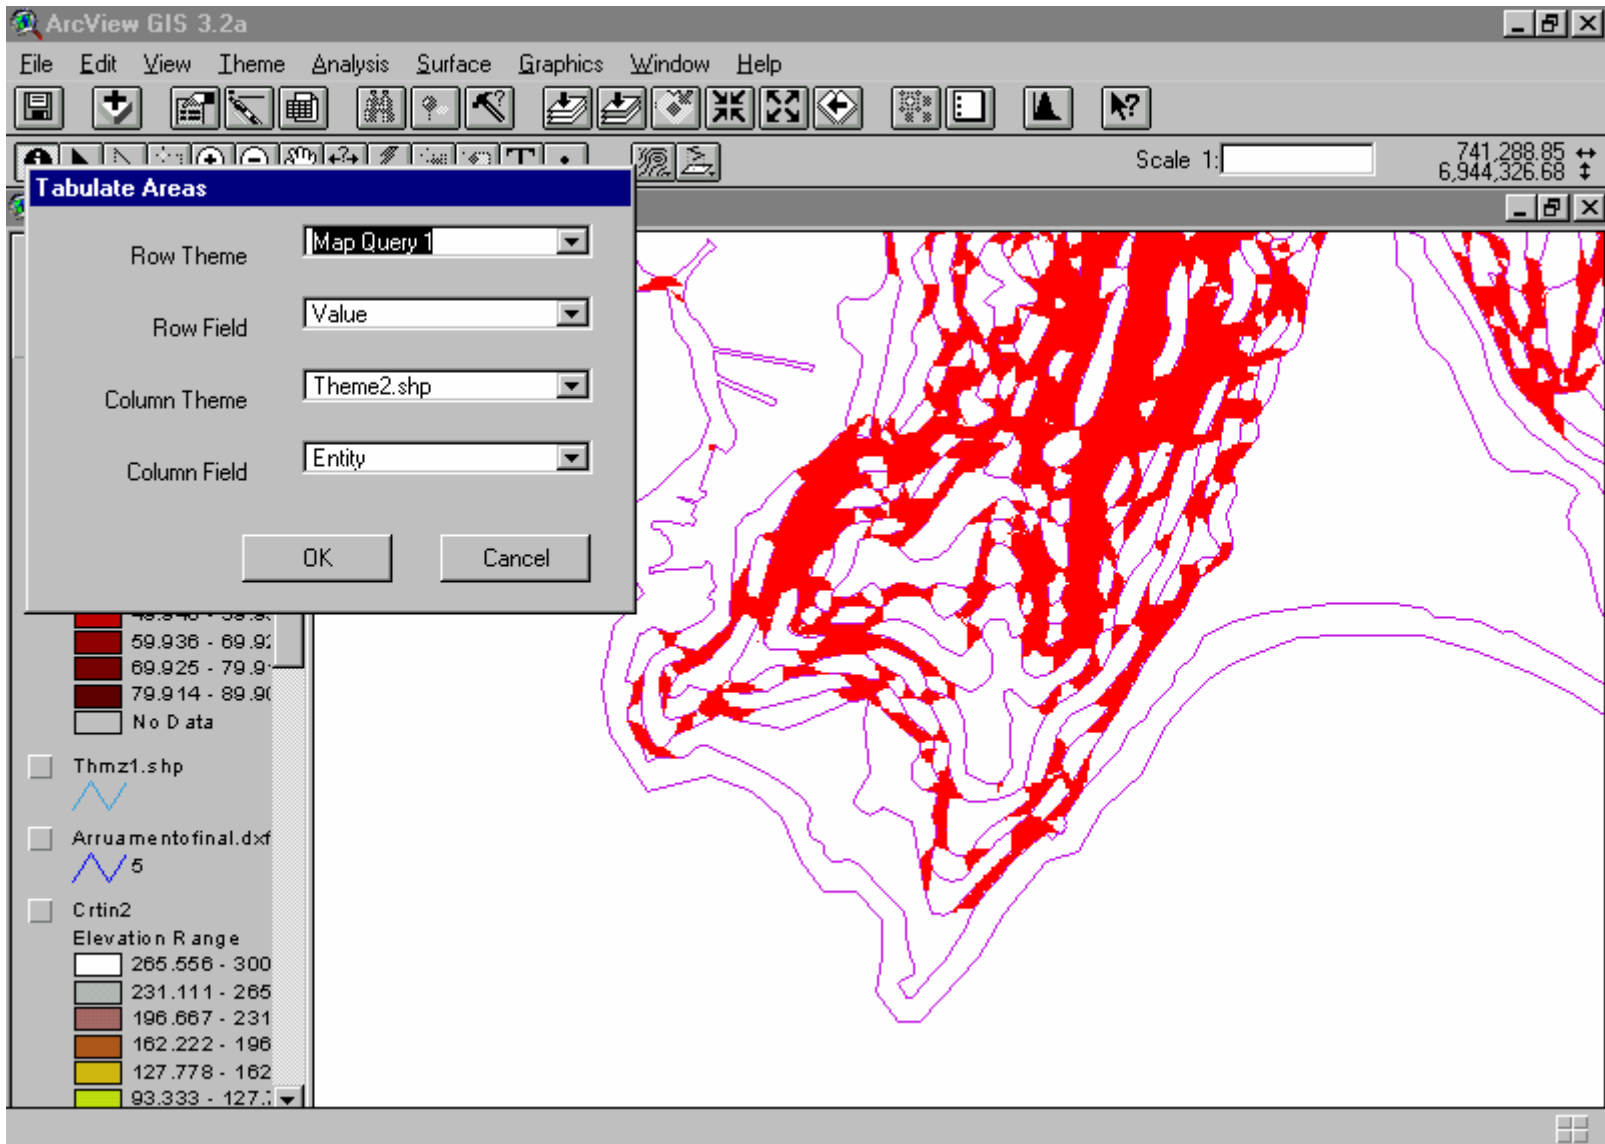 ArcView GIS 3.2a
File Edit View Theme Analysis Surface Graphics Window Help
Scale 1:
741,288.85
6,944,326.68
Tabulate Areas
Row Theme Map Query 1
Row Field Value
Column Theme Theme2.shp
Column Field Entity
OK Cancel
59.936 - 69.92
69.925 - 79.9
79.914 - 89.90
No Data
Thmz1.shp
Arruamentofinal.dxf
5
Crtin2
Elevation Range
265.556 - 300
231.111 - 265
196.667 - 231
162.222 - 196
127.778 - 162
93.333 - 127.